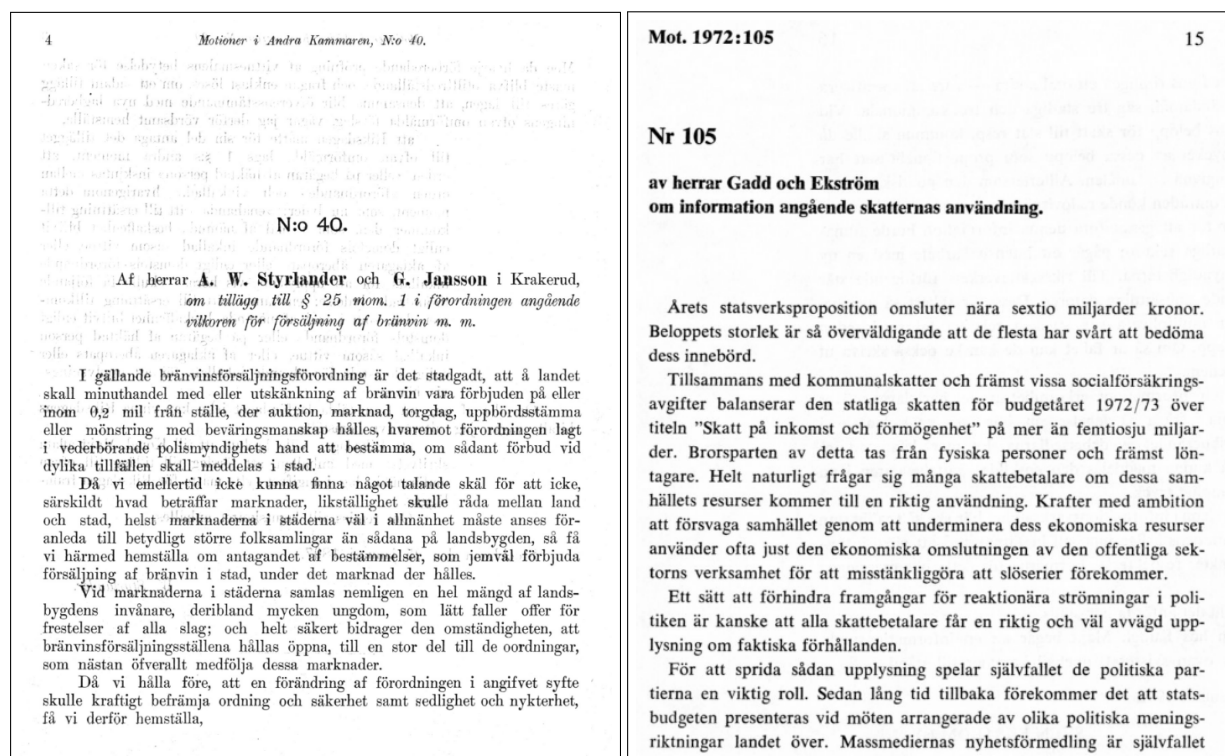 4 Motioner i Andra Kammaren, N:o 40.
N:o 40.
Af herrar A. W. Styrlander och G. Jansson i Krakerud,
om tillägg till § 25 mom. 1 i förordningen angående
vilkoren för försäljning af bränvin m. m.
I gällande bränvinsförsäljningsförordning är det stadgadt, att å landet
skall minuthandel med eller utskänkning af bränvin vara förbjuden på eller
inom 0,2 mil från ställe, der auktion, marknad, torgdag, uppbördsstämma
eller mönstring med beväringsmanskap hålles, hvaremot förordningen lagt
i vederbörande polismyndighets hand att bestämma, om sådant förbud vid
dylika tillfällen skall meddelas i stad.
Då vi emellertid icke kunna finna något talande skäl för att icke,
särskildt hvad beträffar marknader, likställighet skulle råda mellan land
och stad, helst marknaderna i städerna väl i allmänhet måste anses för-
anleda till betydligt större folksamlingar än sådana på landsbygden, så få
vi härmed hemställa om antagandet af bestämmelser, som jemväl förbjuda
försäljning af bränvin i stad, under det marknad der hålles.
Vid marknaderna i städerna samlas nemligen en hel mängd af lands-
bygdens invånare, deribland mycken ungdom, som lätt faller offer för
frestelser af alla slag; och helt säkert bidrager den omständigheten, att
bränvinsförsäljningsställena hållas öppna, till en stor del till de oordningar,
som nästan öfverallt medfölja dessa marknader.
Då vi hålla före, att en förändring af förordningen i angifvet syfte
skulle kraftigt befrämja ordning och säkerhet samt sedlighet och nykterhet,
få vi derför hemställa,
Mot. 1972:105 15
Nr 105
av herrar Gadd och Ekström
om information angående skatternas användning.
Årets statsverksproposition omsluter nära sextio miljarder kronor.
Beloppets storlek är så överväldigande att de flesta har svårt att bedöma
dess innebörd.
Tillsammans med kommunalskatter och främst vissa socialförsäkrings-
avgifter balanserar den statliga skatten för budgetåret 1972/73 över
titeln ”Skatt på inkomst och förmögenhet” på mer än femtiosju miljar-
der. Brorsparten av detta tas från fysiska personer och främst lön-
tagare. Helt naturligt frågar sig många skattebetalare om dessa sam-
hällets resurser kommer till en riktig användning. Krafter med ambition
att försvaga samhället genom att underminera dess ekonomiska resurser
använder ofta just den ekonomiska omslutningen av den offentliga sek-
torns verksamhet för att misstänkliggöra att slöserier förekommer.
Ett sätt att förhindra framgångar för reaktionära strömningar i poli-
tiken är kanske att alla skattebetalare får en riktig och väl avvägd upp-
lysning om faktiska förhållanden.
För att sprida sådan upplysning spelar självfallet de politiska par-
tierna en viktig roll. Sedan lång tid tillbaka förekommer det att stats-
budgeten presenteras vid möten arrangerade av olika politiska menings-
riktningar landet över. Massmediernas nyhetsförmedling är självfallet